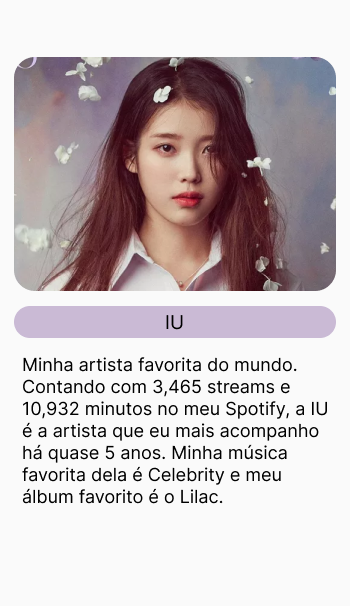 IU
Minha artista favorita do mundo.
Contando com 3,465 streams e
10,932 minutos no meu Spotify, a IU
é a artista que eu mais acompanho
há quase 5 anos. Minha música
favorita dela é Celebrity e meu
álbum favorito é o Lilac.